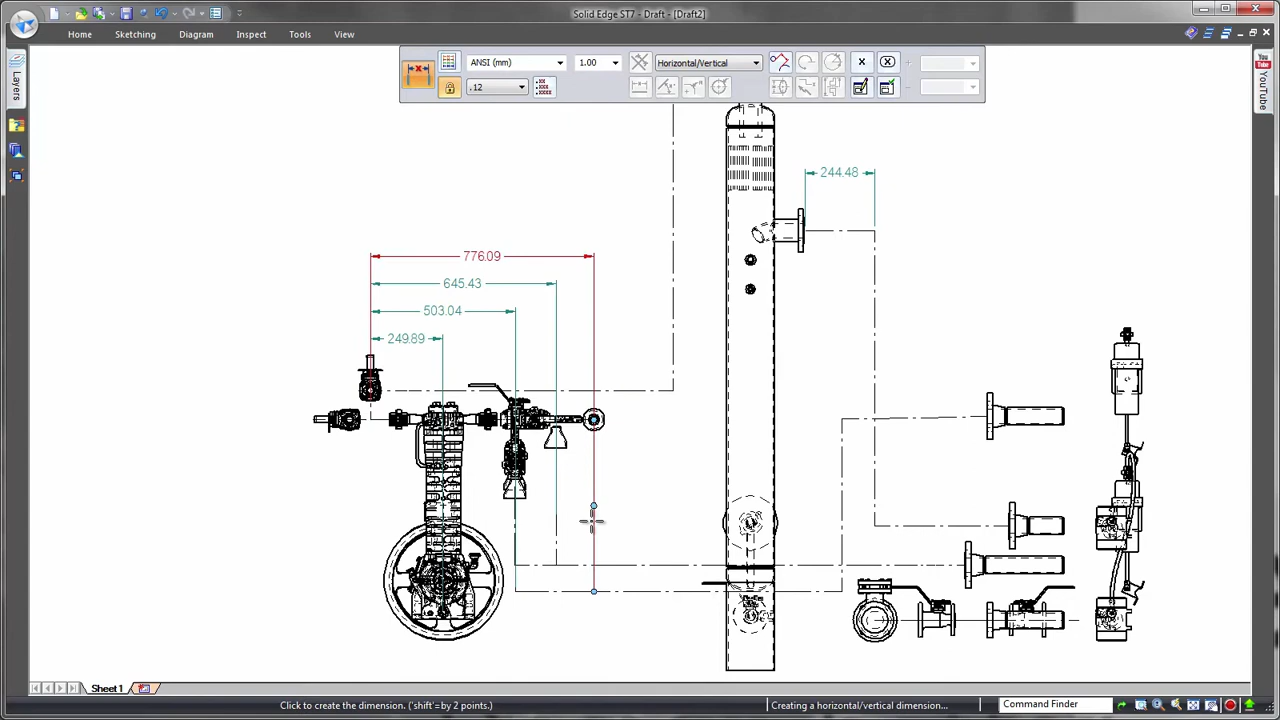 Solid Edge ST7 - Draft - [Draft2]
Home
Sketching
Diagram
Inspect
Tools
View
ANSI (mm)
1.00
Horizontal/Vertical
.12
Layers
YouTube
244.48
776.09
645.43
503.04
249.89
Sheet 1
Click to create the dimension. ('shift'=by 2 points.)
Creating a horizontal/vertical dimension...
Command Finder